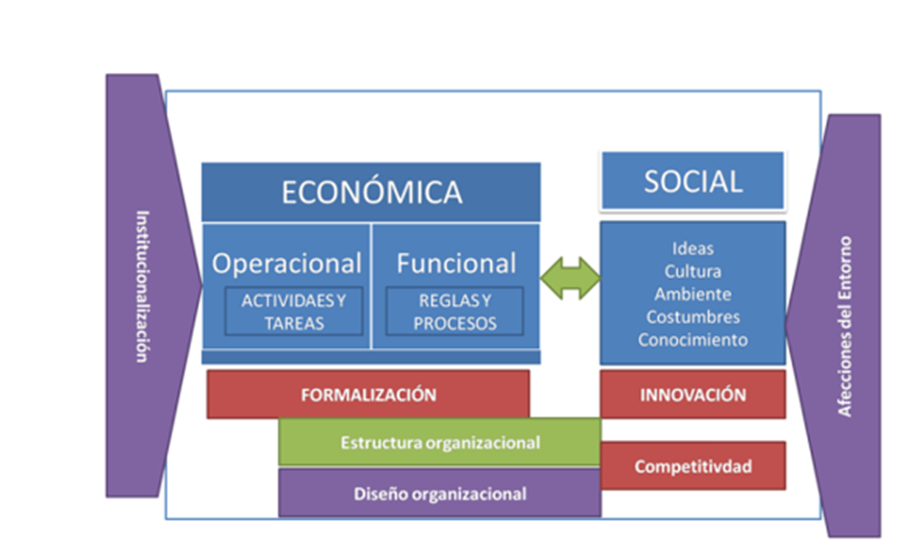 Institucionalización
ECONÓMICA
Operacional
ACTIVIDAES Y
TAREAS
Funcional
REGLAS Y
PROCESOS
SOCIAL
Ideas
Cultura
Ambiente
Costumbres
Conocimiento
FORMALIZACIÓN
INNOVACIÓN
Estructura organizacional
Competitivdad
Diseño organizacional
Afecciones del Entorno